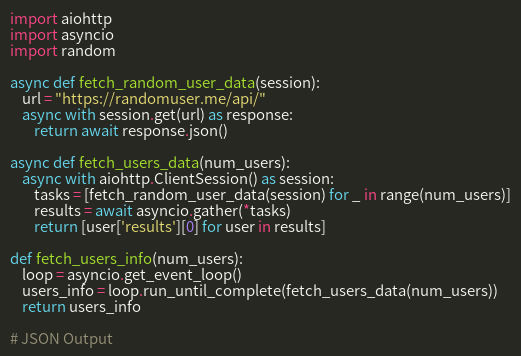 import aiohttp
import asyncio
import random

async def fetch_random_user_data(session):
    url = "https://randomuser.me/api/"
    async with session.get(url) as response:
        return await response.json()

async def fetch_users_data(num_users):
    async with aiohttp.ClientSession() as session:
        tasks = [fetch_random_user_data(session) for _ in range(num_users)]
        results = await asyncio.gather(*tasks)
        return [user['results'][0] for user in results]

def fetch_users_info(num_users):
    loop = asyncio.get_event_loop()
    users_info = loop.run_until_complete(fetch_users_data(num_users))
    return users_info

# JSON Output